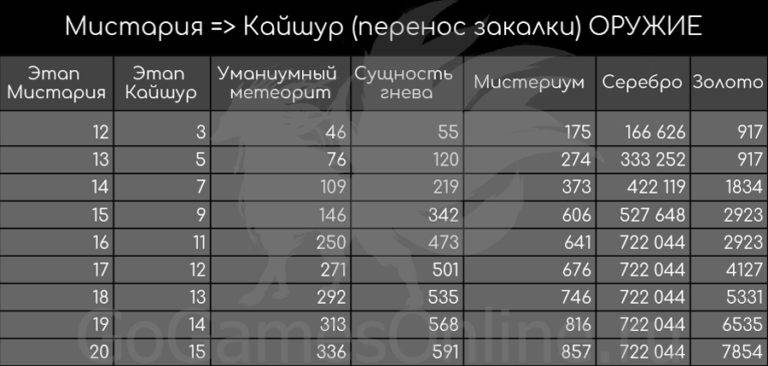 Мистария => Кайшур (перенос закалки) ОРУЖИЕ
Этап Мистария Этап Кайшур Уманиумный метеорит Сущность гнева Мистериум Серебро Золото
12 3 46 55 175 166 626 917
13 5 76 120 274 333 252 917
14 7 109 219 373 422 119 1834
15 9 146 342 606 527 648 2923
16 11 250 473 641 722 044 2923
17 12 271 501 676 722 044 4127
18 13 292 535 746 722 044 5331
19 14 313 568 816 722 044 6535
20 15 336 591 857 722 044 7854